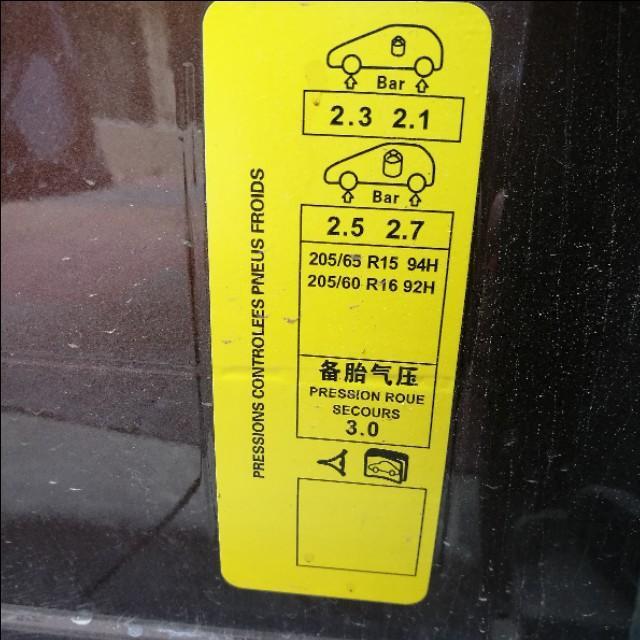 Bar
2.3 2.1
Bar
2.5 2.7
205/65 R15 94H
205/60 R16 92H
备胎气压
PRESSION ROUE
SECOURS
3.0
PRESSIONS CONTROLEES PNEUS FROIDS